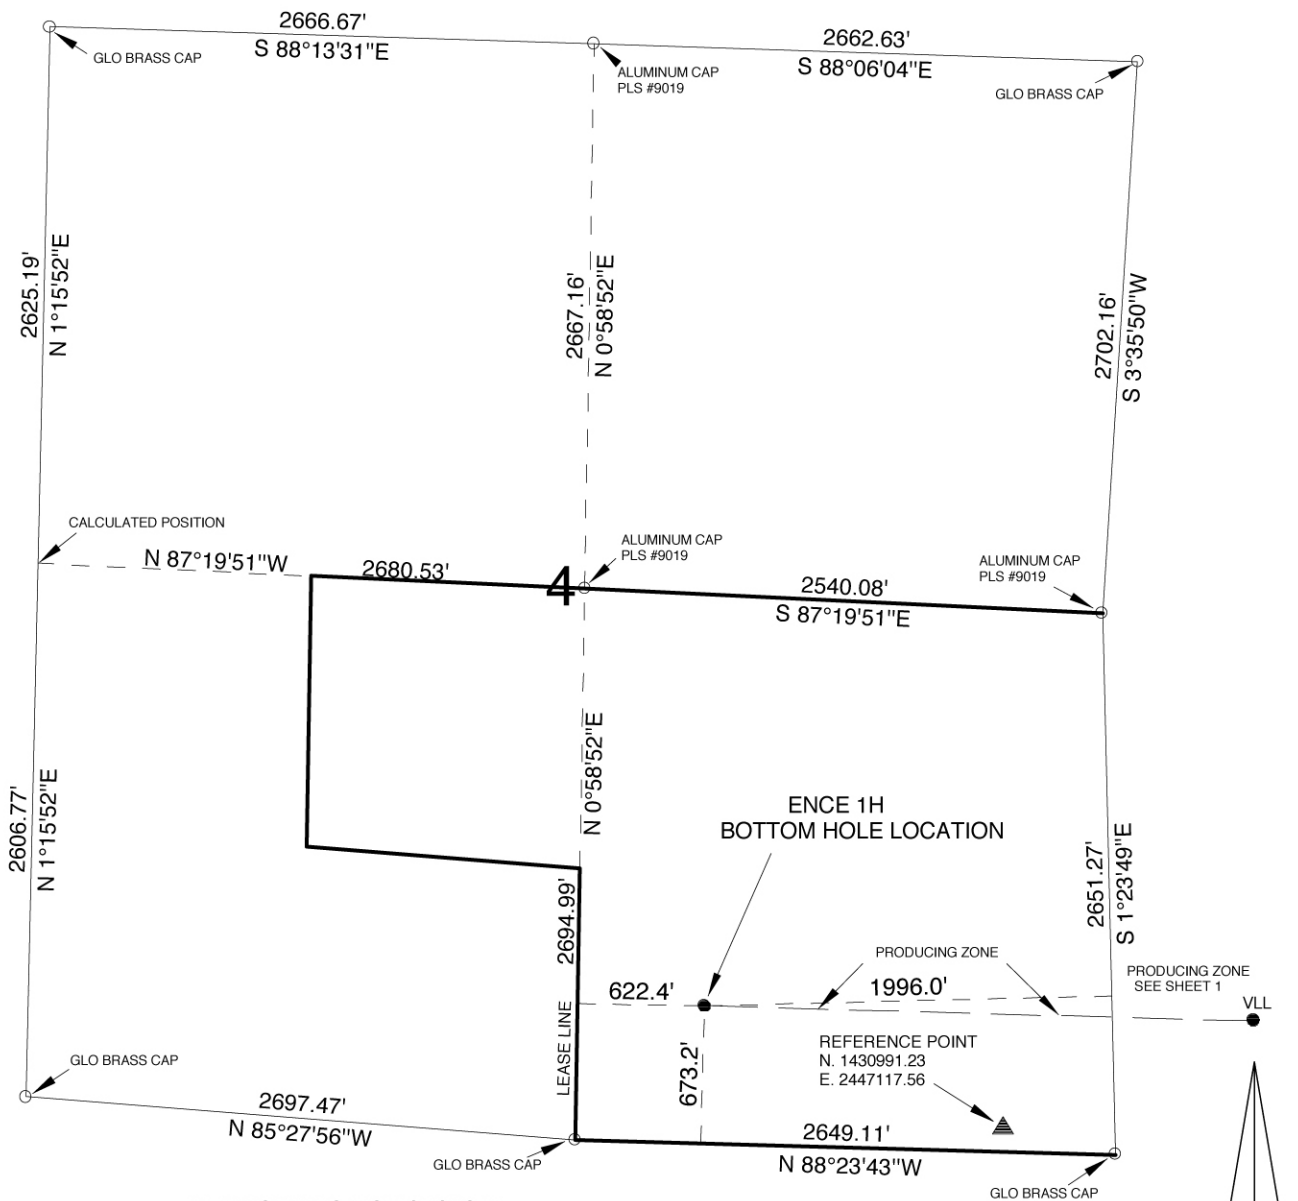 2666.67'
S 88°13'31"E
2662.63'
S 88°06'04"E
GLO BRASS CAP
ALUMINUM CAP
PLS #9019
GLO BRASS CAP
2625.19'
N 1°15'52"E
2667.16'
N 0°58'52"E
2702.16'
S 3°35'50"W
CALCULATED POSITION
N 87°19'51"W
2680.53'
4
ALUMINUM CAP
PLS #9019
2540.08'
S 87°19'51"E
ALUMINUM CAP
PLS #9019
2606.77'
N 1°15'52"E
N 0°58'52"E
2694.99'
LEASE LINE
ENCE 1H
BOTTOM HOLE LOCATION
2651.27'
S 1°23'49"E
PRODUCING ZONE
622.4'
1996.0'
PRODUCING ZONE
SEE SHEET 1
VLL
673.2'
REFERENCE POINT
N. 1430991.23
E. 2447117.56
GLO BRASS CAP
2697.47'
N 85°27'56"W
GLO BRASS CAP
2649.11'
N 88°23'43"W
GLO BRASS CAP